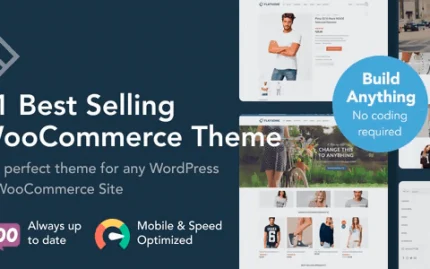 1 Best Selling
WooCommerce Theme
perfect theme for any WordPress
WooCommerce Site
Always up
to date
Mobile & Speed
Optimized
Build
Anything
No coding
required
FLATSOME
CHANGE THIS
TO ANYTHING